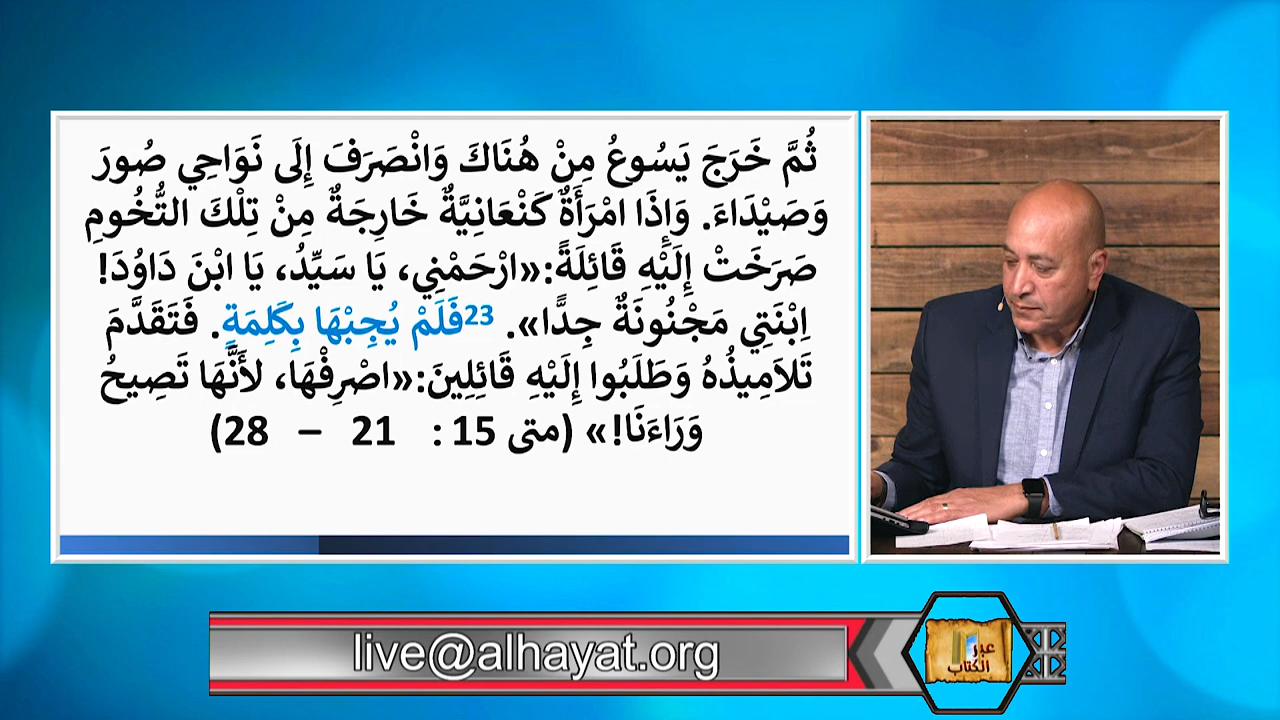 ثُمَّ خَرَجَ يَسُوعُ مِنْ هُنَاكَ وَانْصَرَفَ إِلَى نَوَاحِي صُورَ
وَصَيْدَاءَ. وَإِذَا امْرَأَةٌ كَنْعَانِيَّةٌ خَارِجَةٌ مِنْ تِلْكَ التُّخُومِ
صَرَخَتْ إِلَيْهِ قَائِلَةً:«ارْحَمْنِي، يَا سَيِّدُ، يَا ابْنَ دَاوُدَ!
اِبْنَتِي مَجْنُونَةٌ جِدًّا». 23فَلَمْ يُجِبْهَا بِكَلِمَةٍ. فَتَقَدَّمَ
تَلاَمِيذُهُ وَطَلَبُوا إِلَيْهِ قَائِلِينَ:«اصْرِفْهَا، لأَنَّهَا تَصِيحُ
وَرَاءَنَا!» (متى 15 : 21 – 28)
live@alhayat.org
عبر
الكتاب